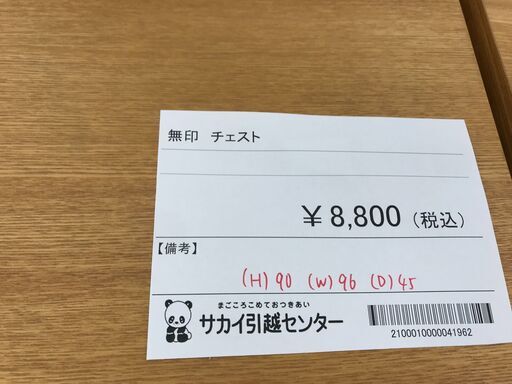 無印 チェスト
￥8,800（税込）
【備考】
(H)90 (W)96 (D)45
まごころこめておつきあい
サカイ引越センター
2100010000041962